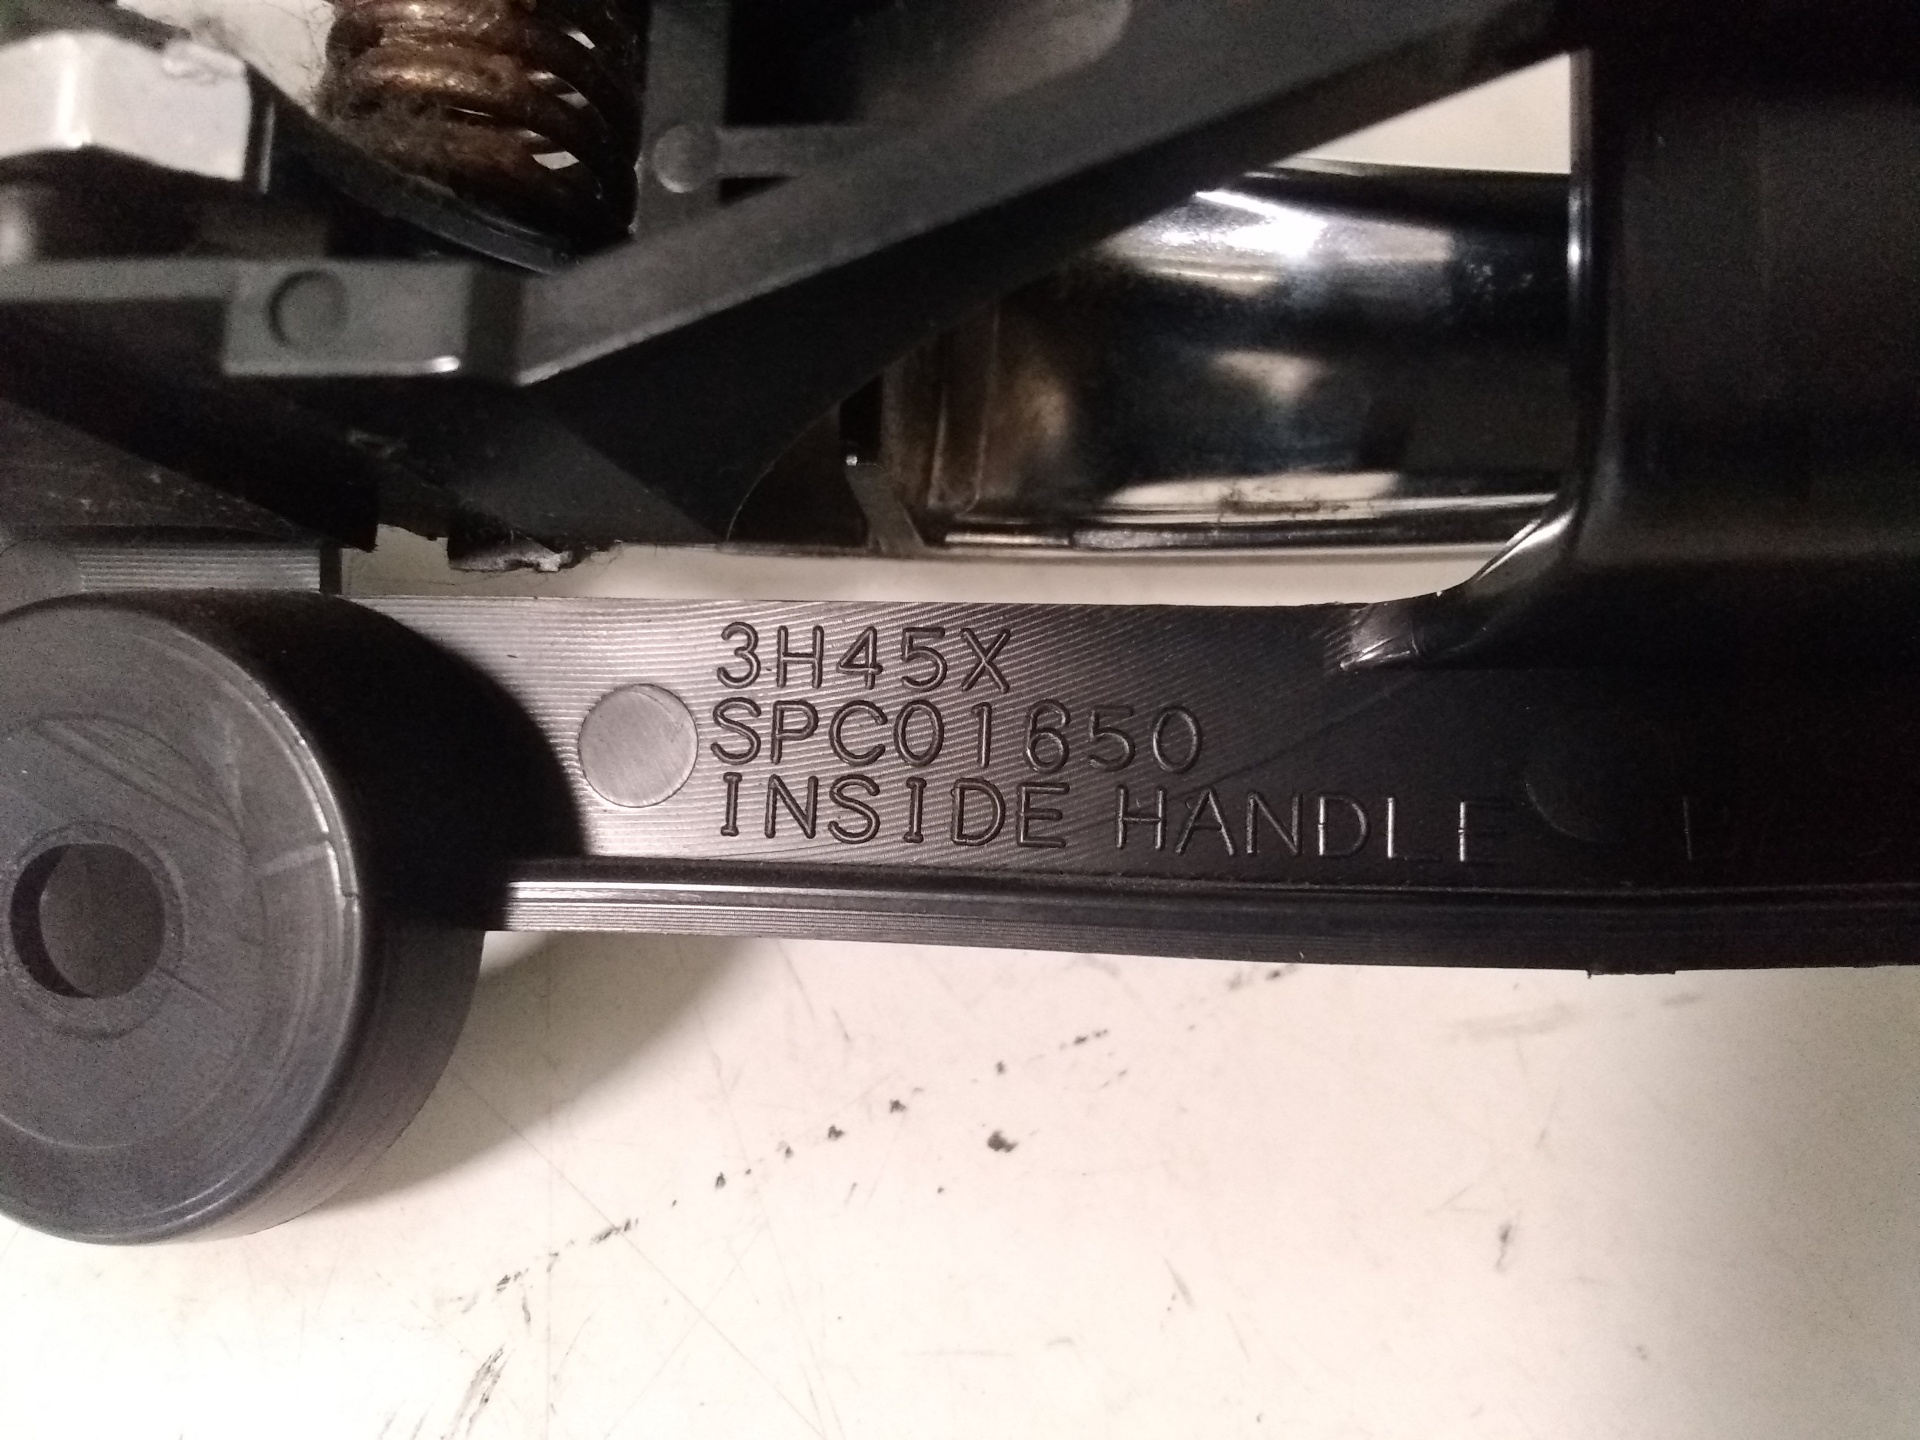 3H45X
SPC01650
INSIDE HANDLE